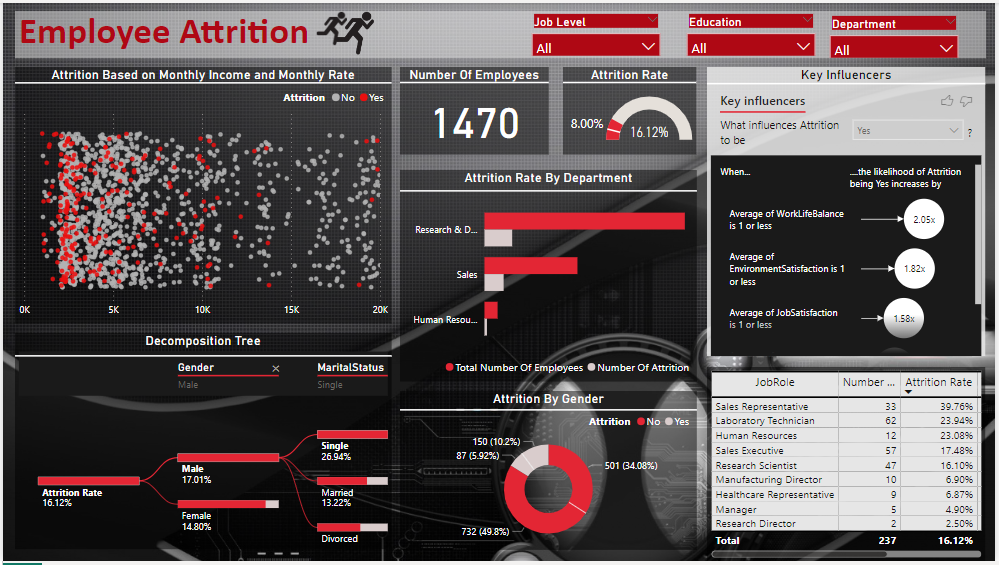 Employee Attrition
Job Level
All
Education
All
Department
All
Attrition Based on Monthly Income and Monthly Rate
Attrition No Yes
0K 5K 10K 15K 20K
Number Of Employees
1470
Attrition Rate
8.00%
16.12%
Key Influencers
Key influencers
What influences Attrition
to be
Yes
?
When...
....the likelihood of Attrition
being Yes increases by
Average of WorkLifeBalance
is 1 or less
2.05x
Average of
EnvironmentSatisfaction is 1
or less
1.82x
Average of JobSatisfaction
is 1 or less
1.58x
Attrition Rate By Department
Research & D...
Sales
Human Resou...
Total Number Of Employees Number Of Attrition
Decomposition Tree
Gender
Male
MaritalStatus
Single
Attrition Rate
16.12%
Male
17.01%
Female
14.80%
Single
26.94%
Married
13.22%
Divorced
Attrition By Gender
Attrition No Yes
150 (10.2%)
87 (5.92%)
501 (34.08%)
732 (49.8%)
JobRole Number ... Attrition Rate
Sales Representative 33 39.76%
Laboratory Technician 62 23.94%
Human Resources 12 23.08%
Sales Executive 57 17.48%
Research Scientist 47 16.10%
Manufacturing Director 10 6.90%
Healthcare Representative 9 6.87%
Manager 5 4.90%
Research Director 2 2.50%
Total 237 16.12%